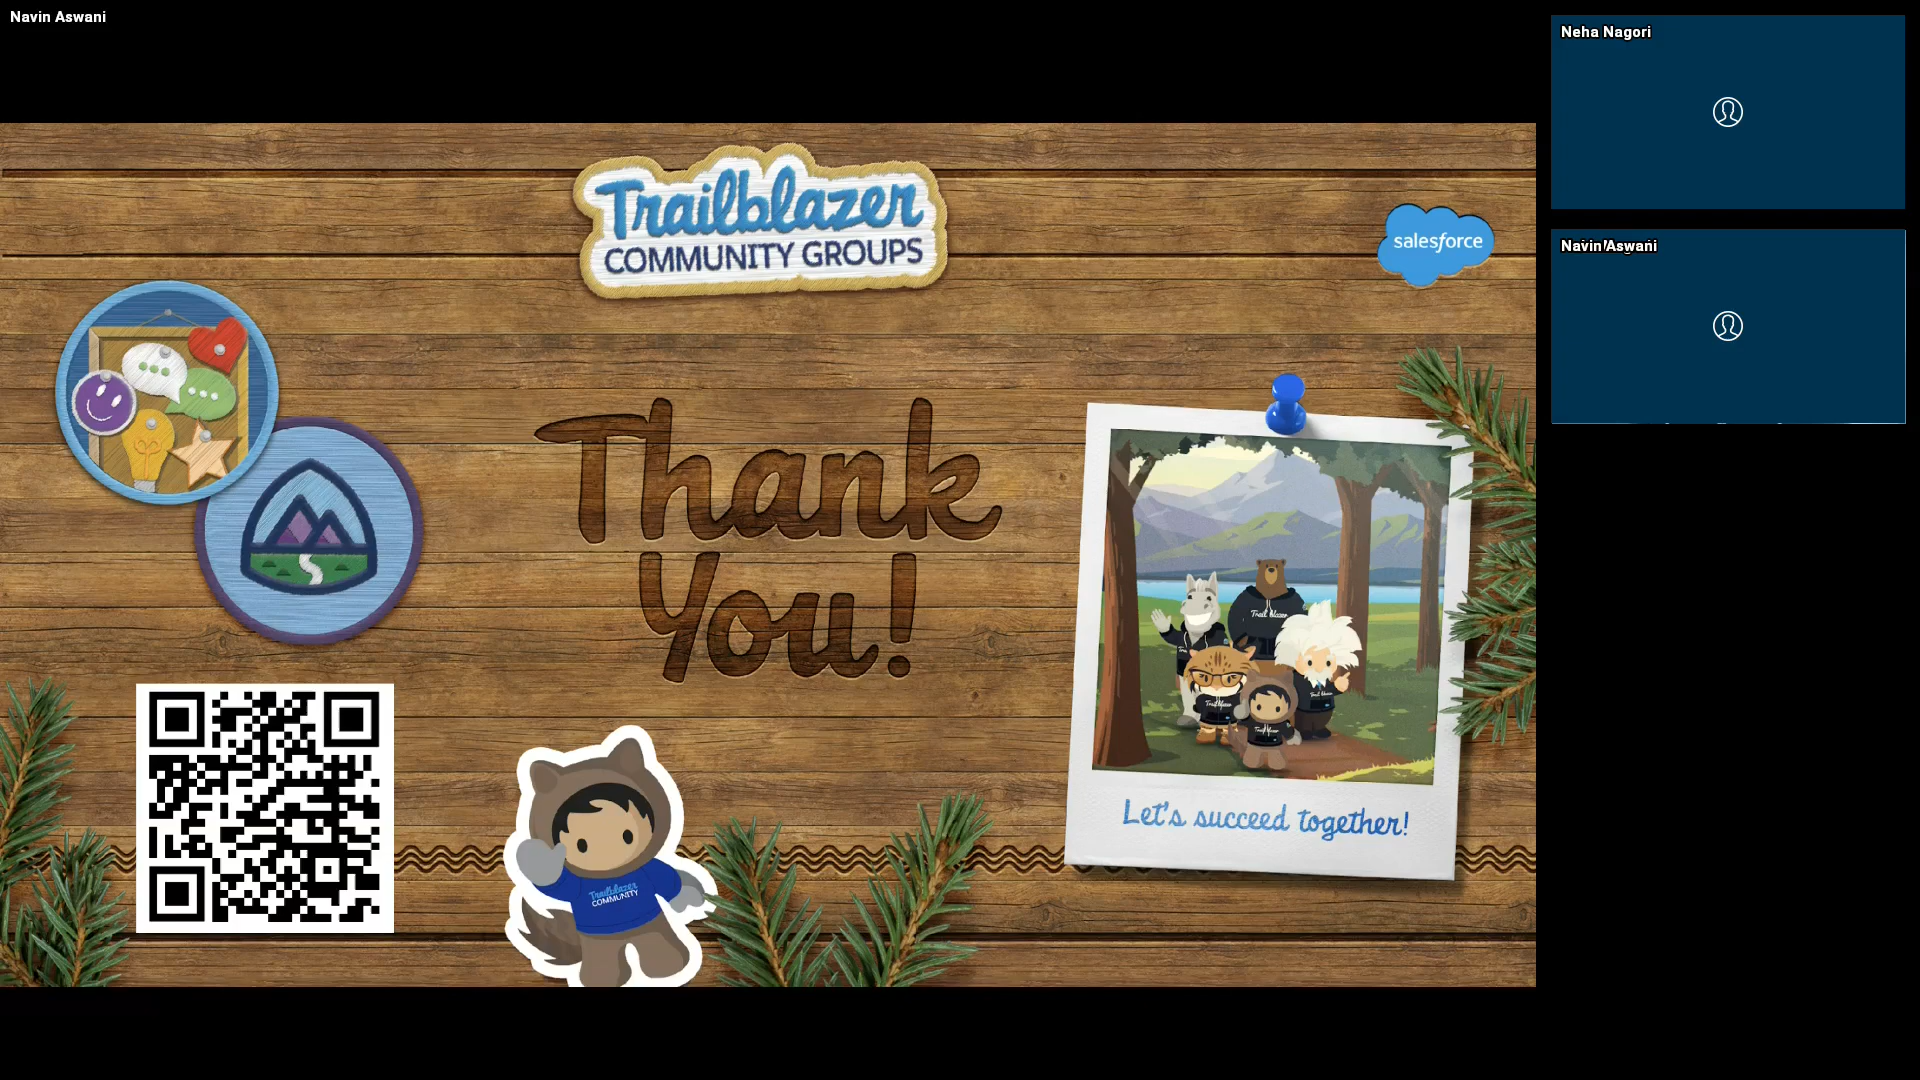 Navin Aswani
Neha Nagori
Navin Aswani
Trailblazer
COMMUNITY GROUPS
salesforce
Thank
You!
Let's succeed together!
Trailblazer
COMMUNITY